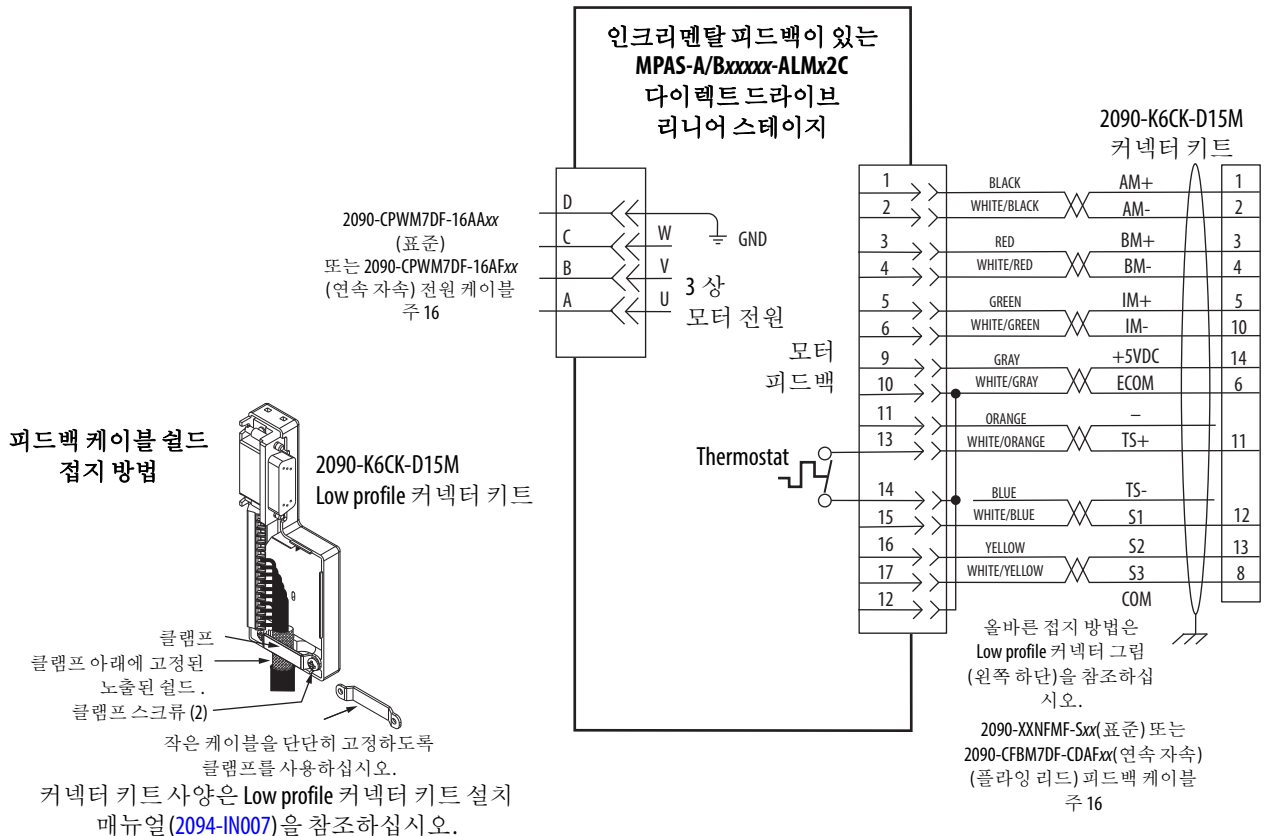 인크리멘탈 피드백이 있는
MPAS-A/Bxxxxx-ALMx2C
다이렉트 드라이브
리니어 스테이지
2090-K6CK-D15M
커넥터 키트
2090-CPWM7DF-16AAxx
(표준)
또는 2090-CPWM7DF-16AFxx
(연속 자속) 전원 케이블
주 16
D
C
B
A
W
V
U
GND
3 상
모터 전원
모터
피드백
Thermostat
1 BLACK AM+ 1
2 WHITE/BLACK AM- 2
3 RED BM+ 3
4 WHITE/RED BM- 4
5 GREEN IM+ 5
6 WHITE/GREEN IM- 10
9 GRAY +5VDC 14
10 WHITE/GRAY ECOM 6
11 ORANGE –
13 WHITE/ORANGE TS+ 11
14 BLUE TS-
15 WHITE/BLUE S1 12
16 YELLOW S2 13
17 WHITE/YELLOW S3 8
12 COM
올바른 접지 방법은
Low profile 커넥터 그림
(왼쪽 하단)을 참조하십
시오.
2090-XXNFMF-Sxx(표준) 또는
2090-CFBM7DF-CDAFxx(연속 자속)
(플라잉 리드) 피드백 케이블
주 16
피드백 케이블 쉴드
접지 방법
2090-K6CK-D15M
Low profile 커넥터 키트
클램프
클램프 아래에 고정된
노출된 쉴드 .
클램프 스크류 (2)
작은 케이블을 단단히 고정하도록
클램프를 사용하십시오.
커넥터 키트 사양은 Low profile 커넥터 키트 설치
매뉴얼(2094-IN007)을 참조하십시오.